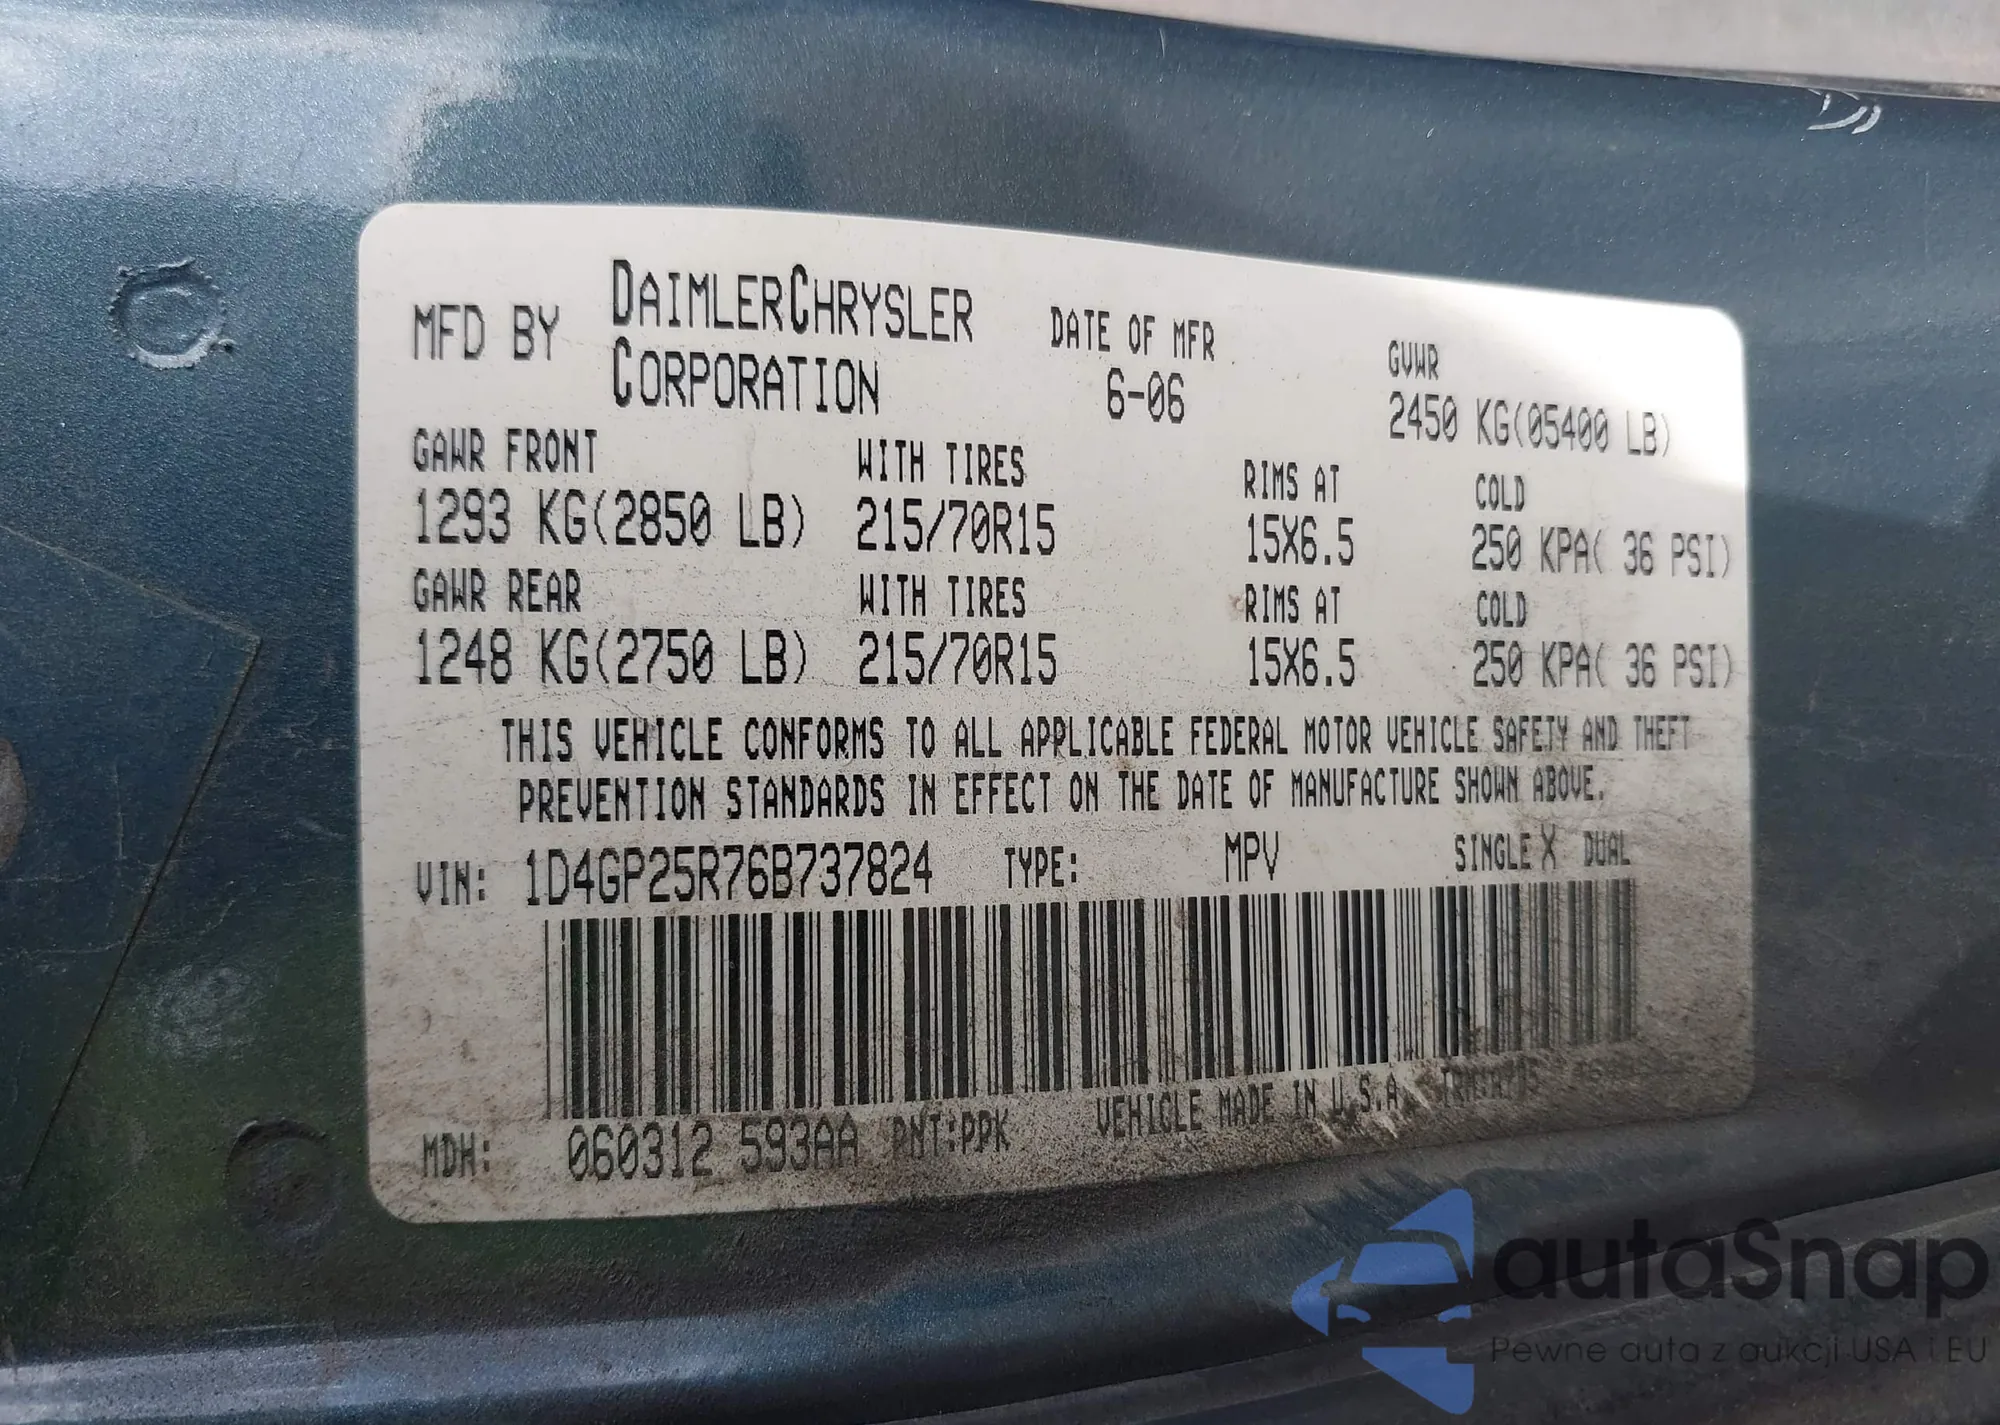 MFD BY DAIMLERCHRYSLER CORPORATION
DATE OF MFR
6-06
GVWR
2450 KG(05400 LB)
GAWR FRONT WITH TIRES RIMS AT COLD
1293 KG(2850 LB) 215/70R15 15X6.5 250 KPA( 36 PSI)
GAWR REAR WITH TIRES RIMS AT COLD
1248 KG(2750 LB) 215/70R15 15X6.5 250 KPA( 36 PSI)
THIS VEHICLE CONFORMS TO ALL APPLICABLE FEDERAL MOTOR VEHICLE SAFETY AND THEFT
PREVENTION STANDARDS IN EFFECT ON THE DATE OF MANUFACTURE SHOWN ABOVE.
VIN: 1D4GP25R76B737824 TYPE: MPV SINGLE X DUAL
MDH: 060312 593AA PNT:PPK VEHICLE MADE IN U.S.A.
autaSnap
Pewne auta z aukcji USA i EU